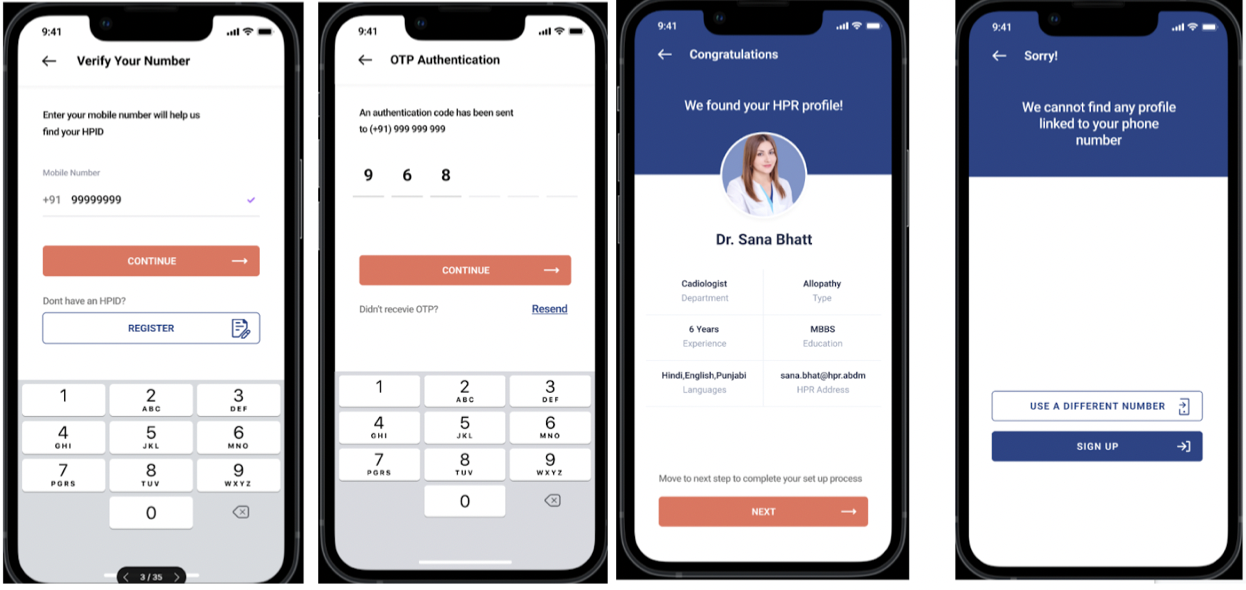 9:41
Verify Your Number
Enter your mobile number will help us
find your HPID
Mobile Number
+91 99999999
CONTINUE
Dont have an HPID?
REGISTER
1
2
ABC
3
DEF
4
GHI
5
JKL
6
MNO
7
PGRS
8
TUV
9
WXYZ
0
3 / 35
9:41
OTP Authentication
An authentication code has been sent
to (+91) 999 999 999
9 6 8
CONTINUE
Didn't recevie OTP?
Resend
1
2
ABC
3
DEF
4
GHI
5
JKL
6
MNO
7
PGRS
8
TUV
9
WXYZ
0
9:41
Congratulations
We found your HPR profile!
Dr. Sana Bhatt
Cadiologist
Department
Allopathy
Type
6 Years
Experience
MBBS
Education
Hindi,English,Punjabi
Languages
sana.bhat@hpr.abdm
HPR Address
Move to next step to complete your set up process
NEXT
9:41
Sorry!
We cannot find any profile
linked to your phone
number
USE A DIFFERENT NUMBER
SIGN UP